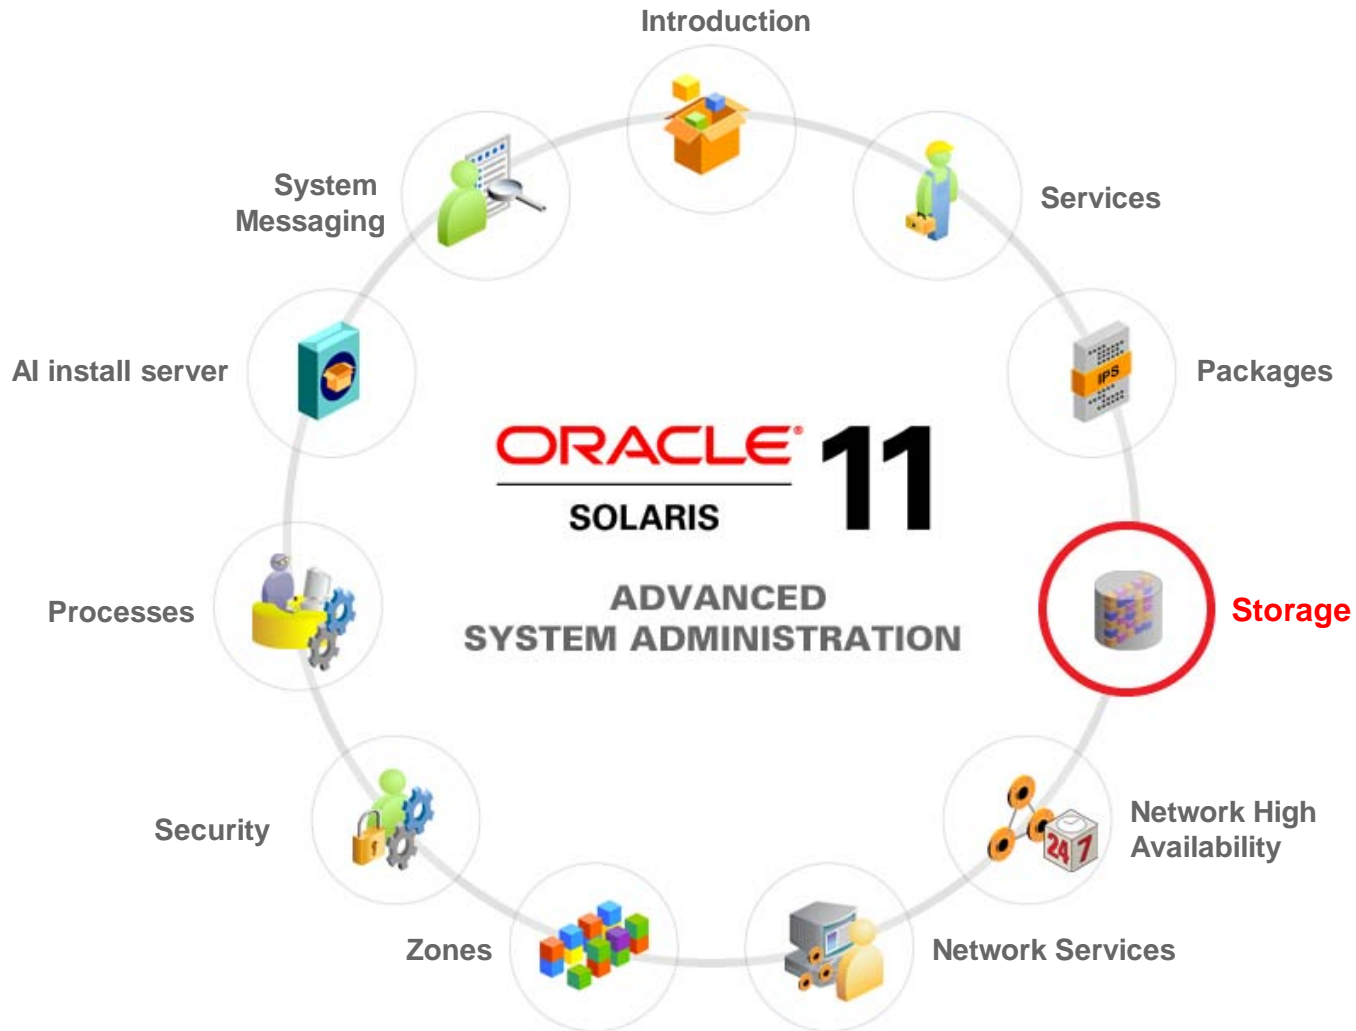 Introduction
Services
Packages
Storage
Network High
Availability
Network Services
Zones
Security
Processes
AI install server
System
Messaging
ORACLE®
SOLARIS
11
ADVANCED
SYSTEM ADMINISTRATION
IPS
24 7